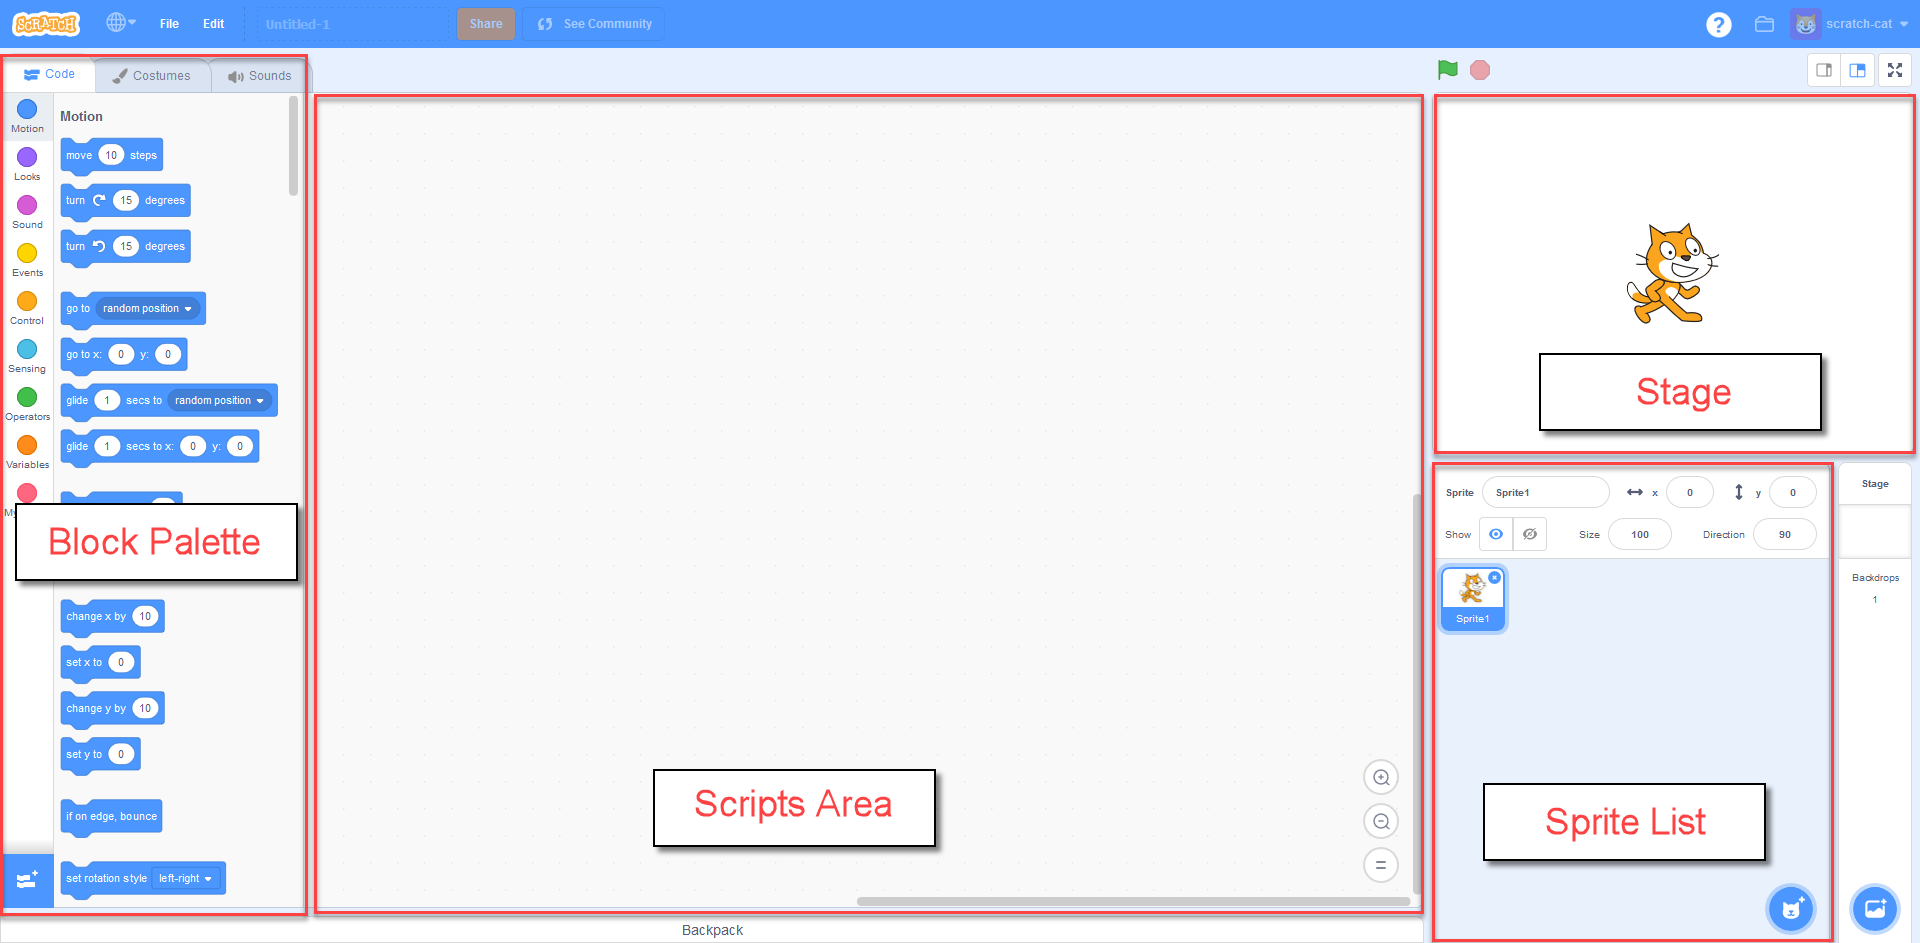 SCRATCH
File
Edit
Untitled-1
Share
See Community
?
scratch-cat
Code
Costumes
Sounds
Motion
Looks
Sound
Events
Control
Sensing
Operators
Variables
My
Motion
move 10 steps
turn 15 degrees
turn 15 degrees
go to random position
go to x: 0 y: 0
glide 1 secs to random position
glide 1 secs to x: 0 y: 0
Block Palette
change x by 10
set x to 0
change y by 10
set y to 0
if on edge, bounce
set rotation style left-right
Scripts Area
Backpack
Stage
Sprite Sprite1 x 0 y 0
Show Size 100 Direction 90
Sprite1
Sprite List
Stage
Backdrops
1